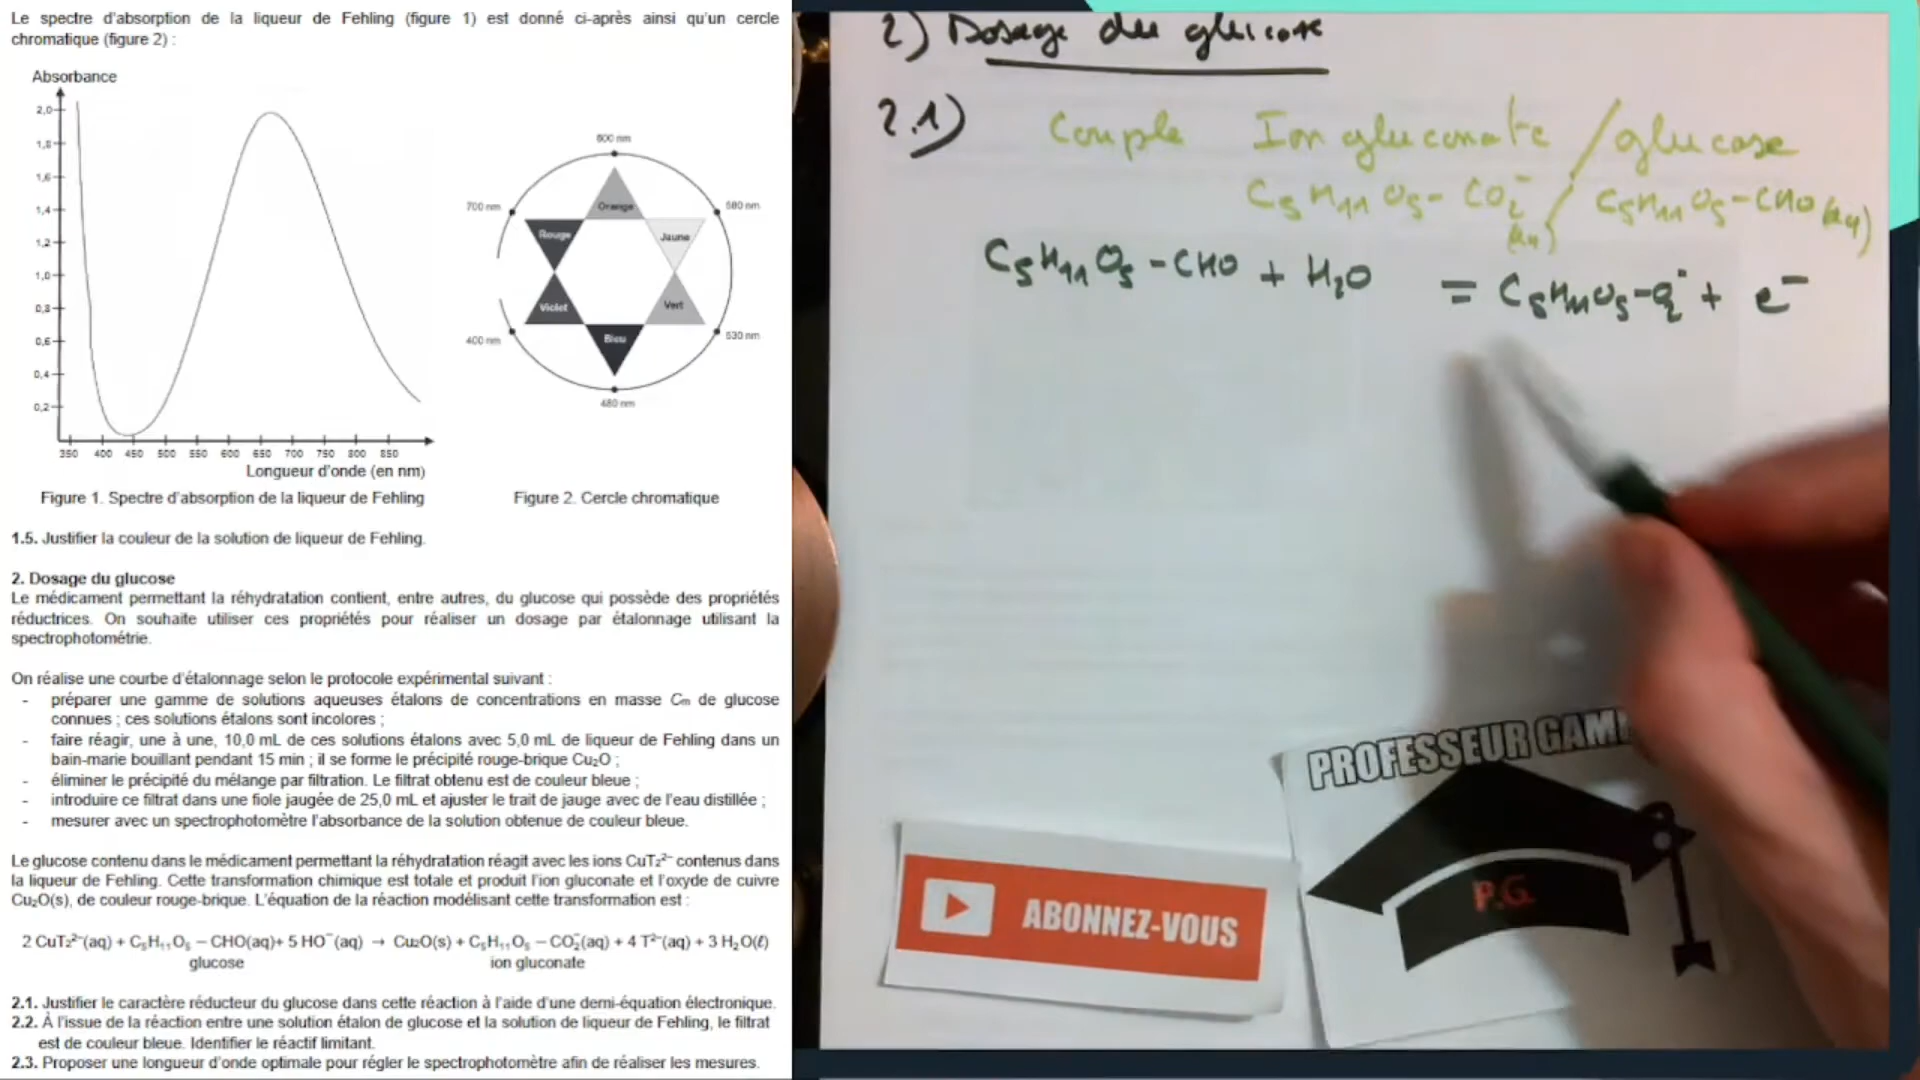 Le spectre d'absorption de la liqueur de Fehling (figure 1) est donné ci-après ainsi qu'un cercle
chromatique (figure 2) :
Absorbance
2,0
1,8
1,6
1,4
1,2
1,0
0,8
0,6
0,4
0,2
350 400 450 500 550 600 650 700 750 800 850
Longueur d'onde (en nm)
Figure 1. Spectre d'absorption de la liqueur de Fehling
600 nm
700 nm
580 nm
Orange
Rouge
Jaune
Violet
Vert
Bleu
400 nm
530 nm
480 nm
Figure 2. Cercle chromatique
1.5. Justifier la couleur de la solution de liqueur de Fehling.
2. Dosage du glucose
Le médicament permettant la réhydratation contient, entre autres, du glucose qui possède des propriétés
réductrices. On souhaite utiliser ces propriétés pour réaliser un dosage par étalonnage utilisant la
spectrophotométrie.
On réalise une courbe d'étalonnage selon le protocole expérimental suivant :
- préparer une gamme de solutions aqueuses étalons de concentrations en masse Cm de glucose
connues ; ces solutions étalons sont incolores ;
- faire réagir, une à une, 10,0 mL de ces solutions étalons avec 5,0 mL de liqueur de Fehling dans un
bain-marie bouillant pendant 15 min ; il se forme le précipité rouge-brique Cu₂O ;
- éliminer le précipité du mélange par filtration. Le filtrat obtenu est de couleur bleue ;
- introduire ce filtrat dans une fiole jaugée de 25,0 mL et ajuster le trait de jauge avec de l'eau distillée ;
- mesurer avec un spectrophotomètre l'absorbance de la solution obtenue de couleur bleue.
Le glucose contenu dans le médicament permettant la réhydratation réagit avec les ions CuT₂²⁻ contenus dans
la liqueur de Fehling. Cette transformation chimique est totale et produit l'ion gluconate et l'oxyde de cuivre
Cu₂O(s), de couleur rouge-brique. L'équation de la réaction modélisant cette transformation est :
2 CuT₂²⁻(aq) + C₅H₁₁O₅ – CHO(aq)+ 5 HO⁻(aq) → Cu₂O(s) + C₅H₁₁O₅ – CO₂⁻(aq) + 4 T²⁻(aq) + 3 H₂O(ℓ)
glucose ion gluconate
2.1. Justifier le caractère réducteur du glucose dans cette réaction à l'aide d'une demi-équation électronique.
2.2. À l'issue de la réaction entre une solution étalon de glucose et la solution de liqueur de Fehling, le filtrat
est de couleur bleue. Identifier le réactif limitant.
2.3. Proposer une longueur d'onde optimale pour régler le spectrophotomètre afin de réaliser les mesures.
2) Dosage du glucose
2.1) Couple Ion gluconate / glucose
C₅H₁₁O₅-CO₂⁻(aq) / C₅H₁₁O₅-CHO(aq)
C₅H₁₁O₅-CHO + H₂O = C₅H₁₁O₅- + e⁻
PROFESSEUR
P.G.
ABONNEZ-VOUS